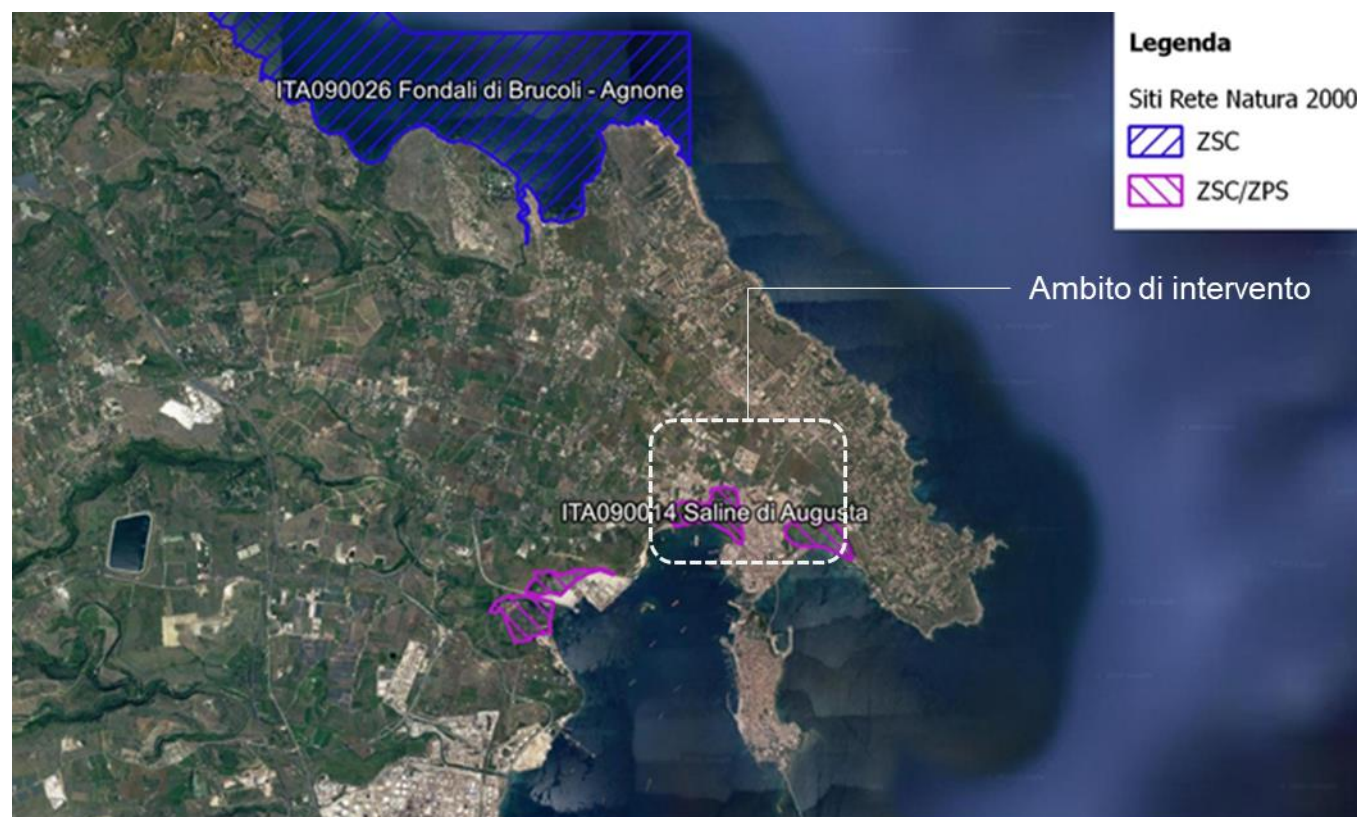 Legenda
Siti Rete Natura 2000
ZSC
ZSC/ZPS
ITA090026 Fondali di Brucoli - Agnone
Ambito di intervento
ITA090014 Saline di Augusta